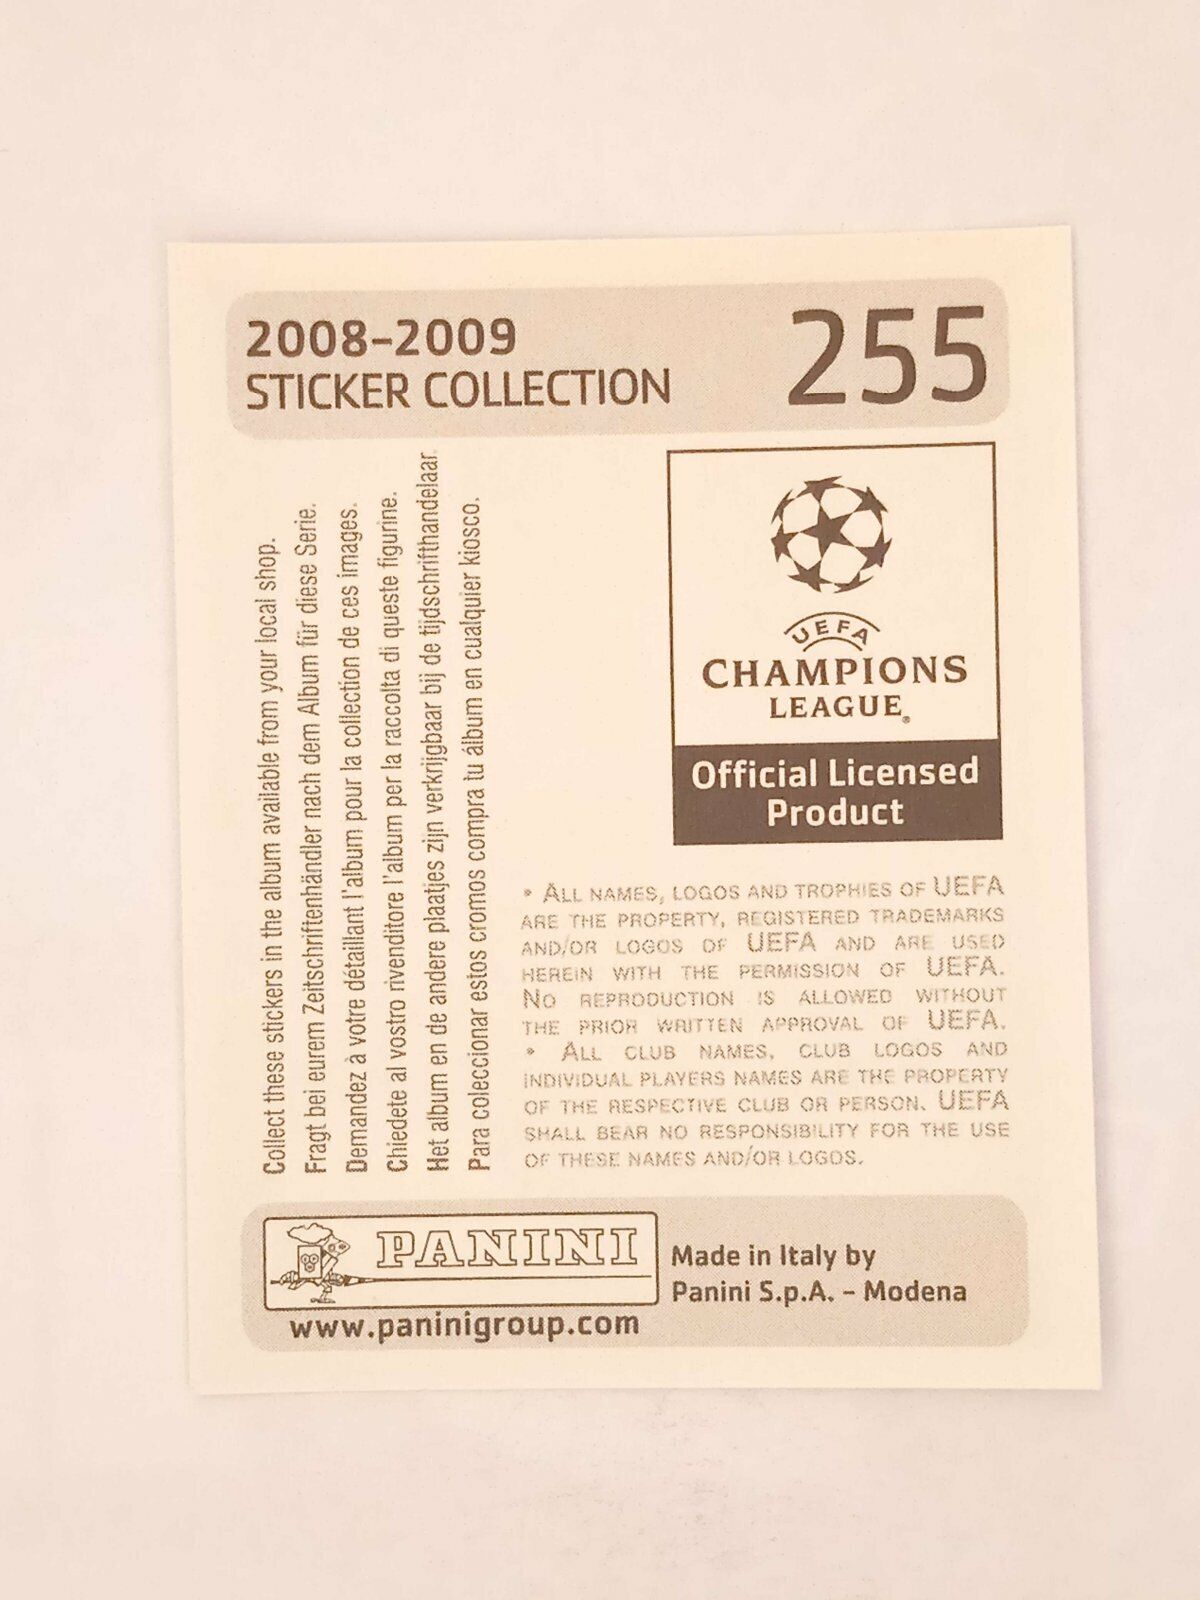 2008-2009
STICKER COLLECTION
255
Collect these stickers in the album available from your local shop.
Fragt bei eurem Zeitschriftenhändler nach dem Album für diese Serie.
Demandez à votre détaillant l'album pour la collection de ces images.
Chiedete al vostro rivenditore l'album per la raccolta di queste figurine.
Het album en de andere plaatjes zijn verkrijgbaar bij de tijdschrifthandelaar.
Para coleccionar estos cromos compra tu álbum en cualquier kiosco.
UEFA
CHAMPIONS
LEAGUE®
Official Licensed
Product
• ALL NAMES, LOGOS AND TROPHIES OF UEFA
ARE THE PROPERTY, REGISTERED TRADEMARKS
AND/OR LOGOS OF UEFA AND ARE USED
HEREIN WITH THE PERMISSION OF UEFA.
NO REPRODUCTION IS ALLOWED WITHOUT
THE PRIOR WRITTEN APPROVAL OF UEFA.
• ALL CLUB NAMES, CLUB LOGOS AND
INDIVIDUAL PLAYERS NAMES ARE THE PROPERTY
OF THE RESPECTIVE CLUB OR PERSON. UEFA
SHALL BEAR NO RESPONSIBILITY FOR THE USE
OF THESE NAMES AND/OR LOGOS.
PANINI
www.paninigroup.com
Made in Italy by
Panini S.p.A. - Modena